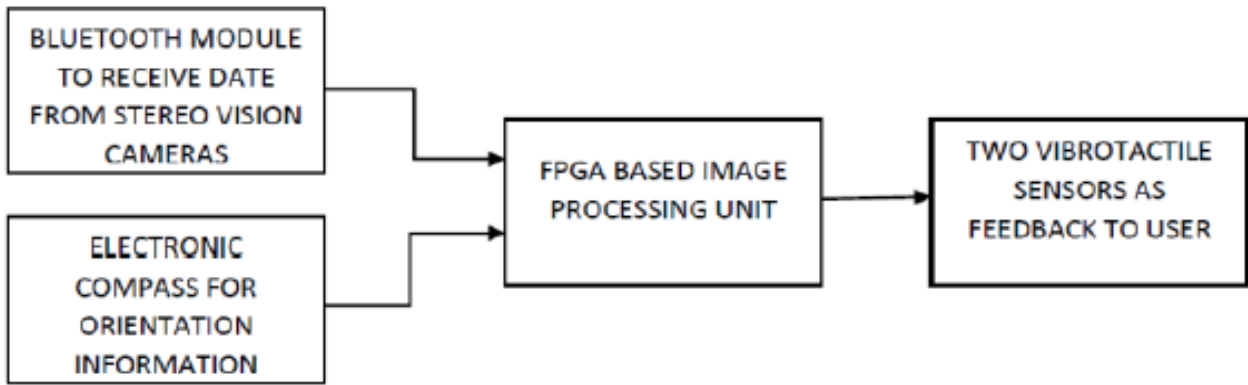 BLUETOOTH MODULE
TO RECEIVE DATE
FROM STEREO VISION
CAMERAS
ELECTRONIC
COMPASS FOR
ORIENTATION
INFORMATION
FPGA BASED IMAGE
PROCESSING UNIT
TWO VIBROTACTILE
SENSORS AS
FEEDBACK TO USER